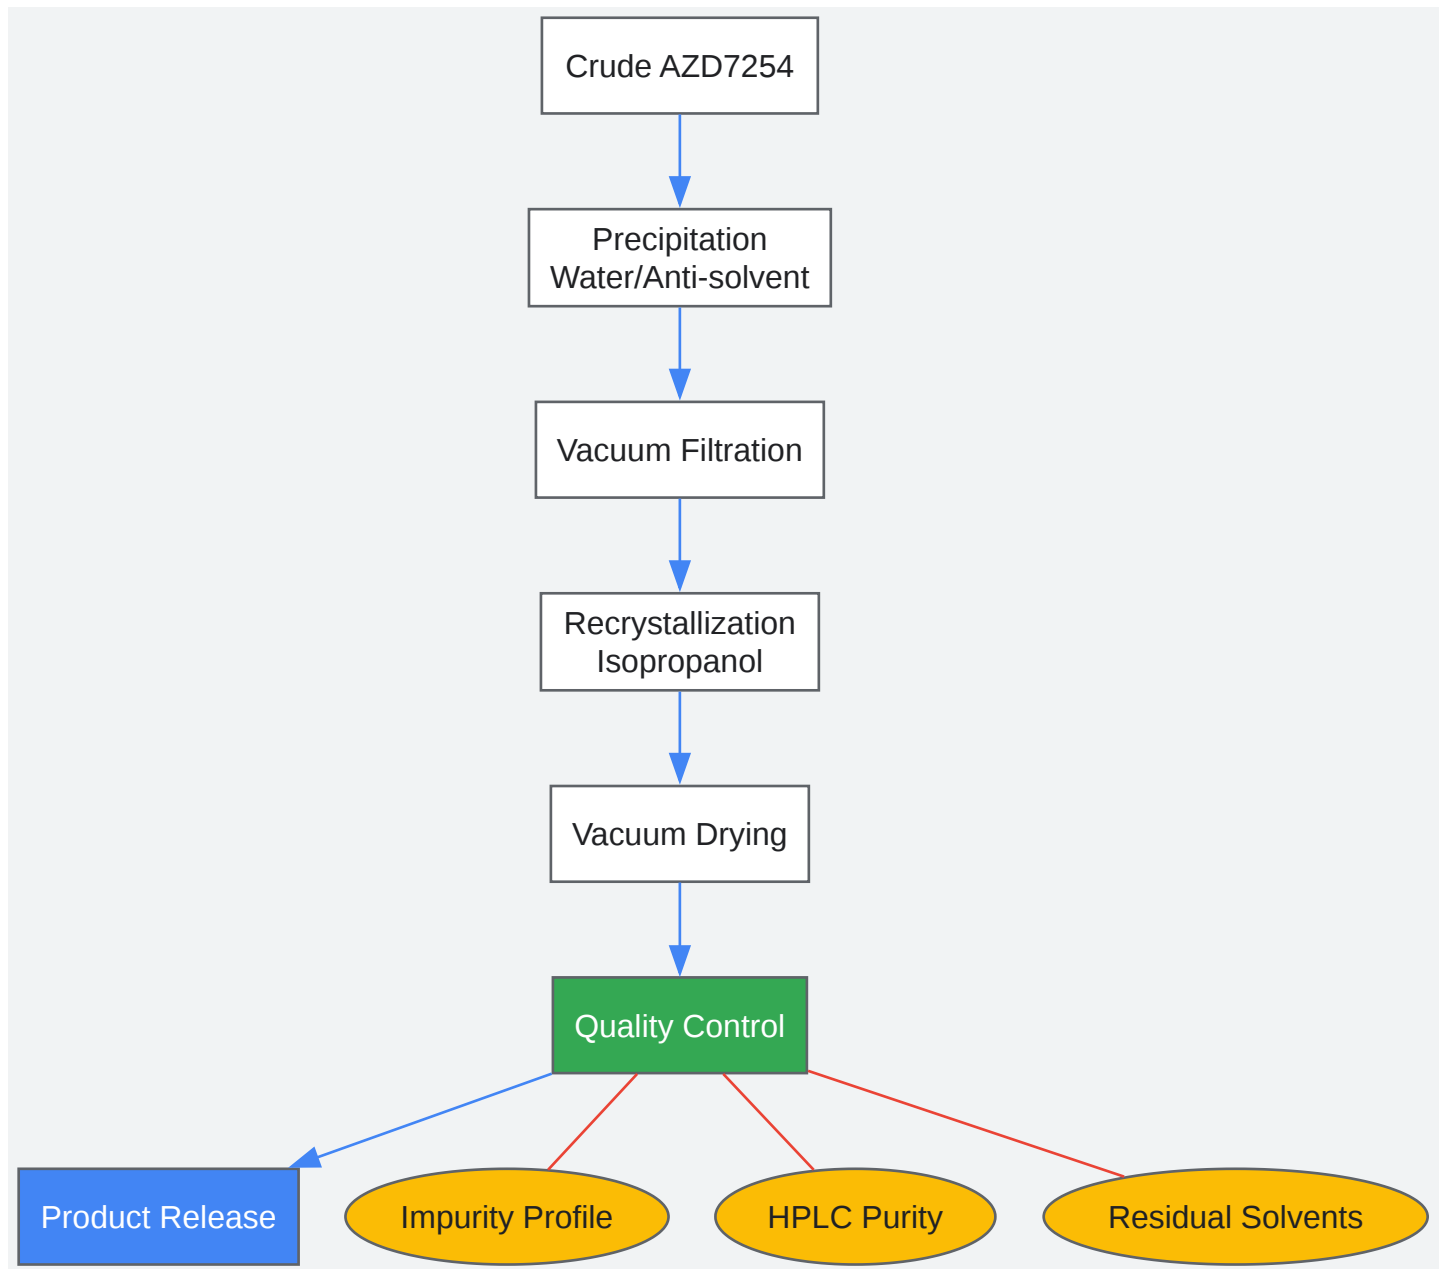 Crude AZD7254
Precipitation
Water/Anti-solvent
Vacuum Filtration
Recrystallization
Isopropanol
Vacuum Drying
Quality Control
Product Release
Impurity Profile
HPLC Purity
Residual Solvents